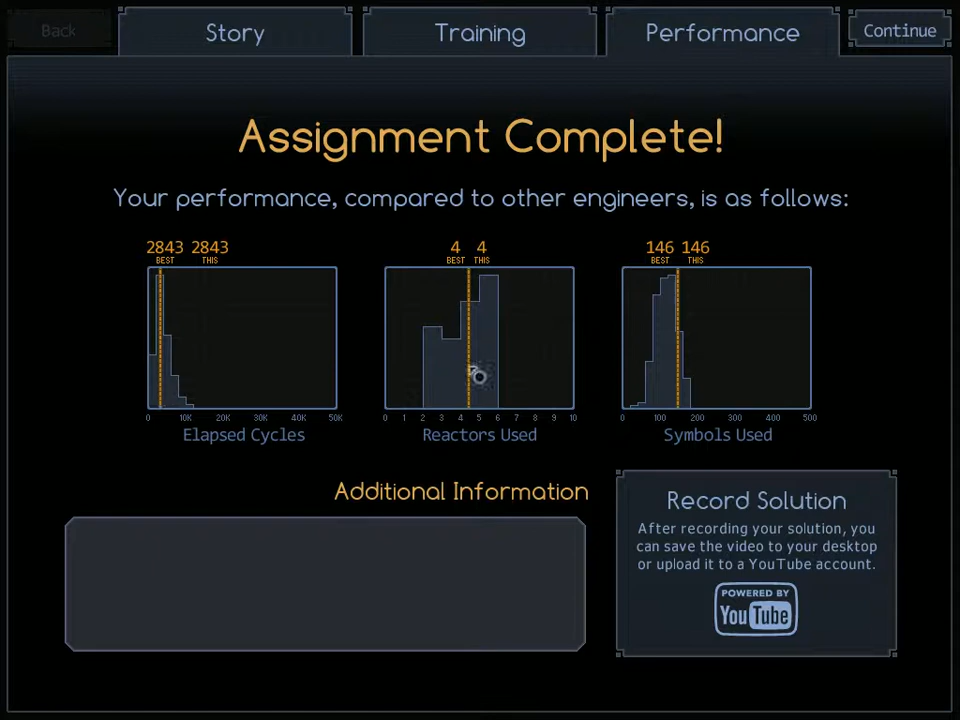 Back
Story
Training
Performance
Continue
Assignment Complete!
Your performance, compared to other engineers, is as follows:
2843 2843
BEST THIS
4 4
BEST THIS
146 146
BEST THIS
0 10K 20K 30K 40K 50K
0 1 2 3 4 5 6 7 8 9 10
0 100 200 300 400 500
Elapsed Cycles
Reactors Used
Symbols Used
Additional Information
Record Solution
After recording your solution, you
can save the video to your desktop
or upload it to a YouTube account.
POWERED BY
YouTube